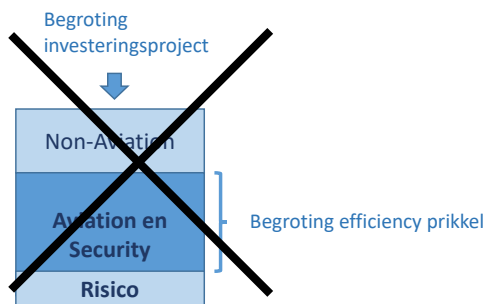 Begroting
investeringsproject
Non-Aviation
Aviation en
Security
Begroting efficiency prikkel
Risico